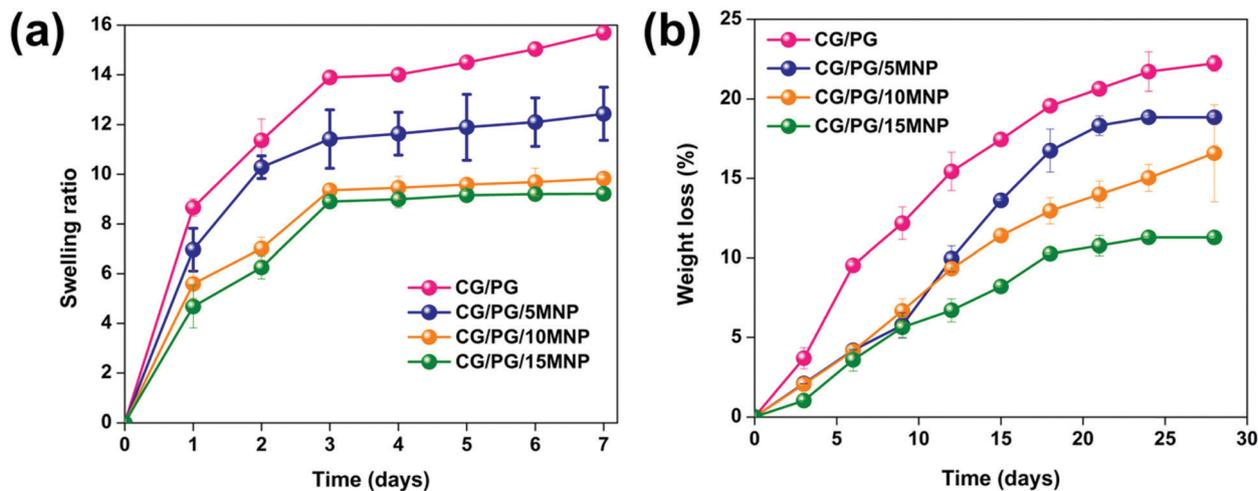 (a)
16
14
12
10
8
6
4
2
0
Swelling ratio
CG/PG
CG/PG/5MNP
CG/PG/10MNP
CG/PG/15MNP
0 1 2 3 4 5 6 7
Time (days)
(b)
25
20
15
10
5
0
Weight loss (%)
CG/PG
CG/PG/5MNP
CG/PG/10MNP
CG/PG/15MNP
0 5 10 15 20 25 30
Time (days)